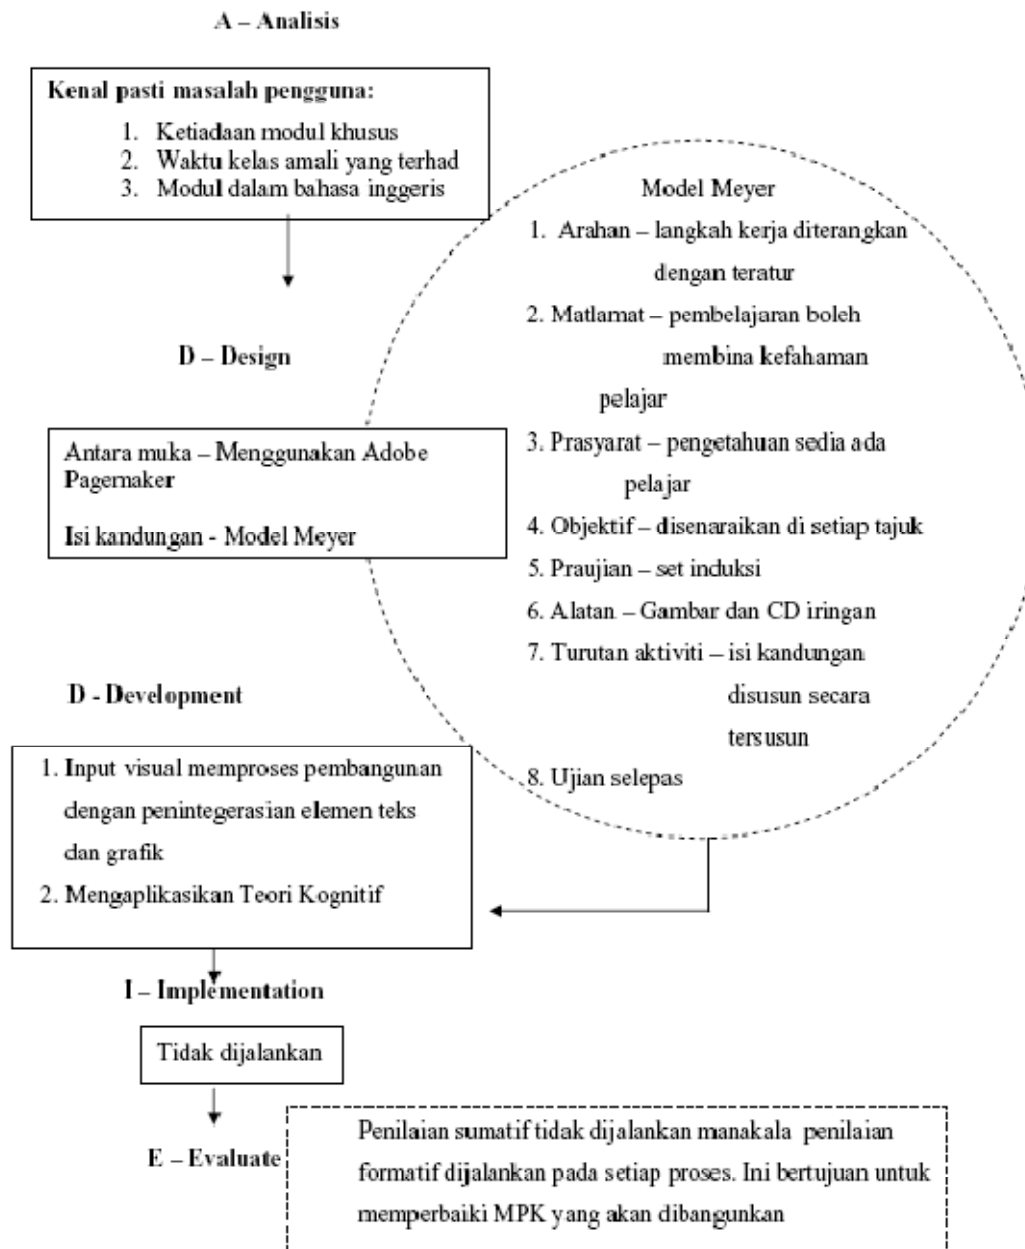 A – Analisis
Kenal pasti masalah pengguna:
1. Ketiadaan modul khusus
2. Waktu kelas amali yang terhad
3. Modul dalam bahasa inggeris
D – Design
Antara muka – Menggunakan Adobe
Pagemaker
Isi kandungan - Model Meyer
Model Meyer
1. Arahan – langkah kerja diterangkan
dengan teratur
2. Matlamat – pembelajaran boleh
membina kefahaman
pelajar
3. Prasyarat – pengetahuan sedia ada
pelajar
4. Objektif – disenaraikan di setiap tajuk
5. Praujian – set induksi
6. Alatan – Gambar dan CD iringan
7. Turutan aktiviti – isi kandungan
disusun secara
tersusun
8. Ujian selepas
D - Development
1. Input visual memproses pembangunan
dengan penintegerasian elemen teks
dan grafik
2. Mengaplikasikan Teori Kognitif
I – Implementation
Tidak dijalankan
E – Evaluate
Penilaian sumatif tidak dijalankan manakala penilaian
formatif dijalankan pada setiap proses. Ini bertujuan untuk
memperbaiki MPK yang akan dibangunkan